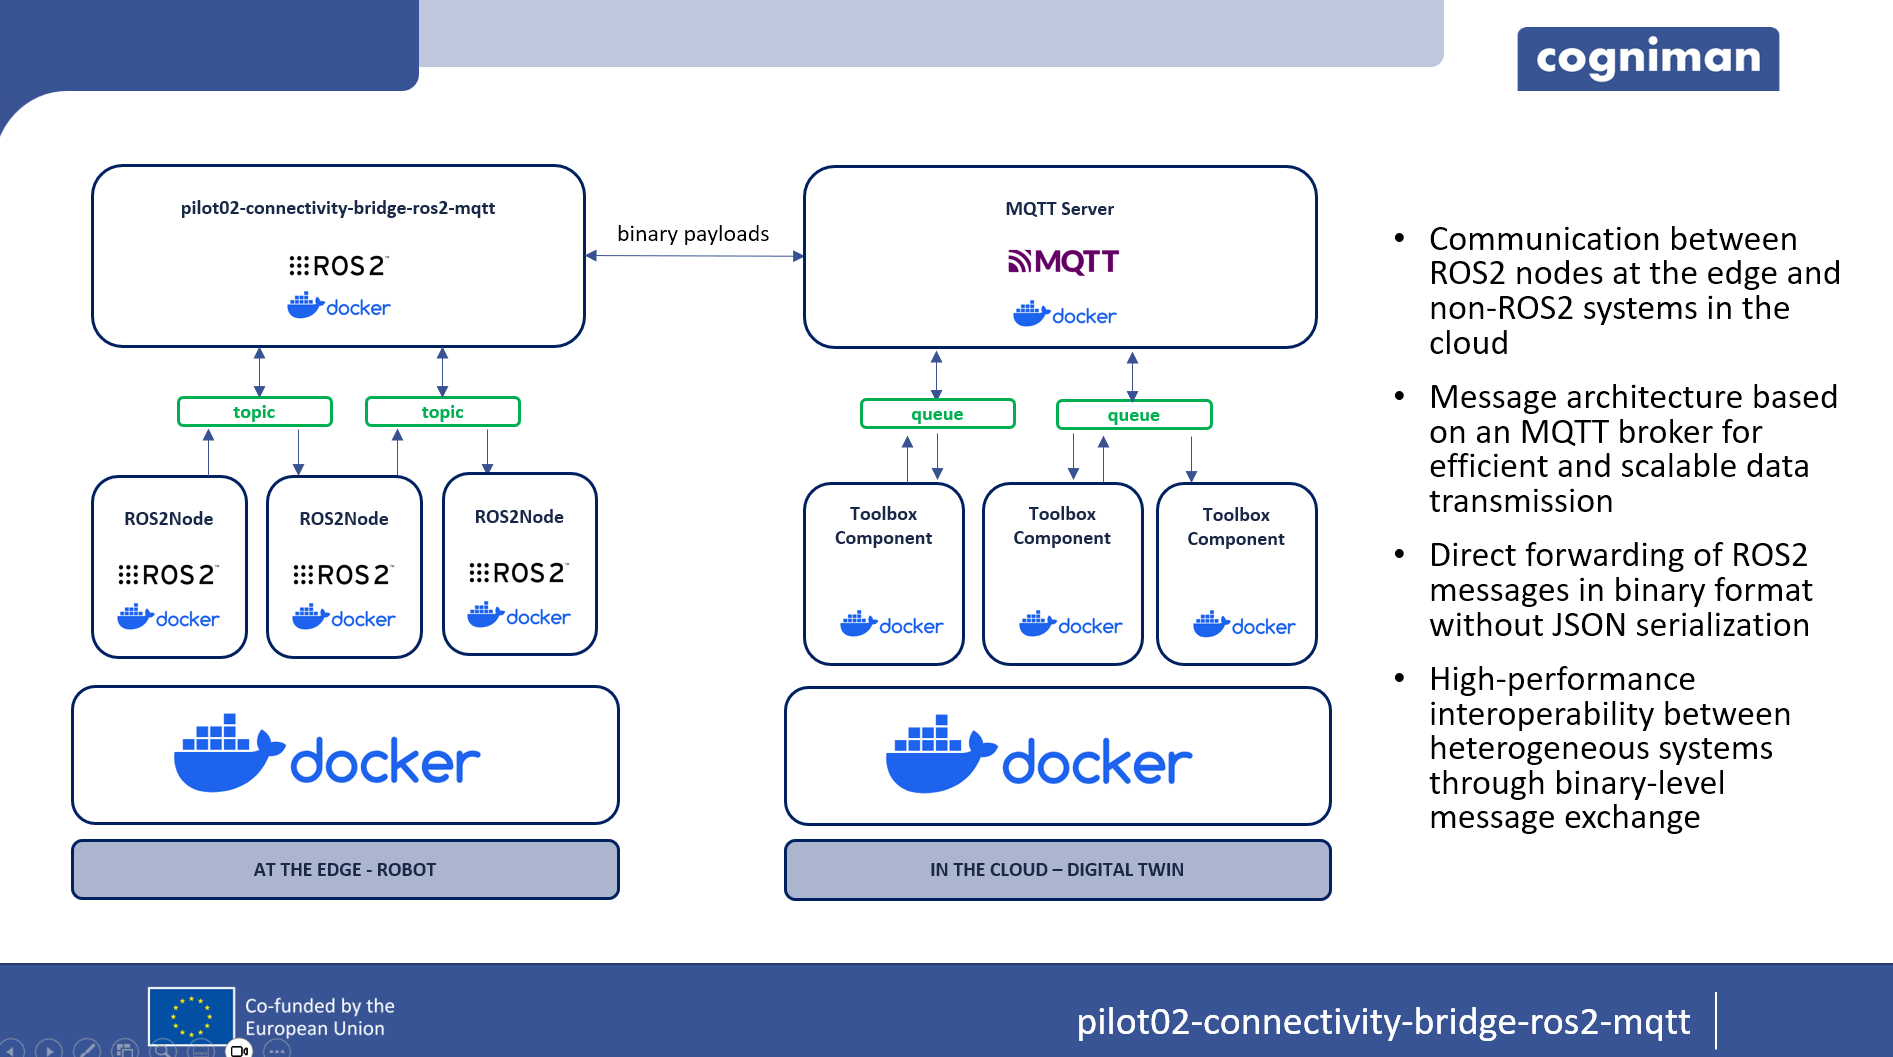 cogniman
pilot02-connectivity-bridge-ros2-mqtt
ROS 2™
docker
binary payloads
MQTT Server
MQTT
docker
topic
topic
queue
queue
ROS2Node
ROS 2™
docker
ROS2Node
ROS 2™
docker
ROS2Node
ROS 2™
docker
Toolbox
Component
docker
Toolbox
Component
docker
Toolbox
Component
docker
docker
docker
AT THE EDGE - ROBOT
IN THE CLOUD – DIGITAL TWIN
• Communication between
ROS2 nodes at the edge and
non-ROS2 systems in the
cloud
• Message architecture based
on an MQTT broker for
efficient and scalable data
transmission
• Direct forwarding of ROS2
messages in binary format
without JSON serialization
• High-performance
interoperability between
heterogeneous systems
through binary-level
message exchange
Co-funded by the
European Union
pilot02-connectivity-bridge-ros2-mqtt